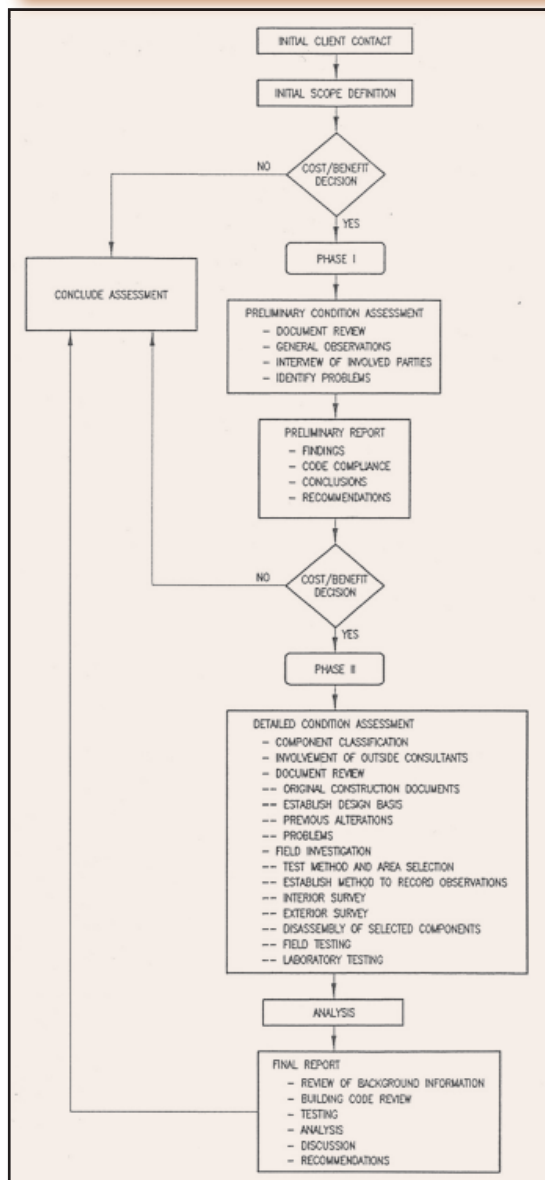 INITIAL CLIENT CONTACT
INITIAL SCOPE DEFINITION
COST/BENEFIT
DECISION
NO
YES
PHASE I
CONCLUDE ASSESSMENT
PRELIMINARY CONDITION ASSESSMENT
- DOCUMENT REVIEW
- GENERAL OBSERVATIONS
- INTERVIEW OF INVOLVED PARTIES
- IDENTIFY PROBLEMS
PRELIMINARY REPORT
- FINDINGS
- CODE COMPLIANCE
- CONCLUSIONS
- RECOMMENDATIONS
COST/BENEFIT
DECISION
NO
YES
PHASE II
DETAILED CONDITION ASSESSMENT
- COMPONENT CLASSIFICATION
- INVOLVEMENT OF OUTSIDE CONSULTANTS
- DOCUMENT REVIEW
-- ORIGINAL CONSTRUCTION DOCUMENTS
-- ESTABLISH DESIGN BASIS
-- PREVIOUS ALTERATIONS
-- PROBLEMS
- FIELD INVESTIGATION
-- TEST METHOD AND AREA SELECTION
-- ESTABLISH METHOD TO RECORD OBSERVATIONS
-- INTERIOR SURVEY
-- EXTERIOR SURVEY
-- DISASSEMBLY OF SELECTED COMPONENTS
-- FIELD TESTING
-- LABORATORY TESTING
ANALYSIS
FINAL REPORT
- REVIEW OF BACKGROUND INFORMATION
- BUILDING CODE REVIEW
- TESTING
- ANALYSIS
- DISCUSSION
- RECOMMENDATIONS